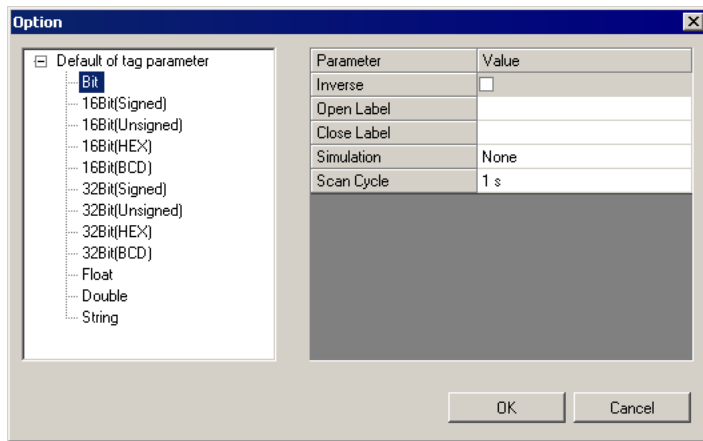 Option
Default of tag parameter
Bit
16Bit(Signed)
16Bit(Unsigned)
16Bit(HEX)
16Bit(BCD)
32Bit(Signed)
32Bit(Unsigned)
32Bit(HEX)
32Bit(BCD)
Float
Double
String
Parameter Value
Inverse
Open Label
Close Label
Simulation None
Scan Cycle 1 s
OK Cancel